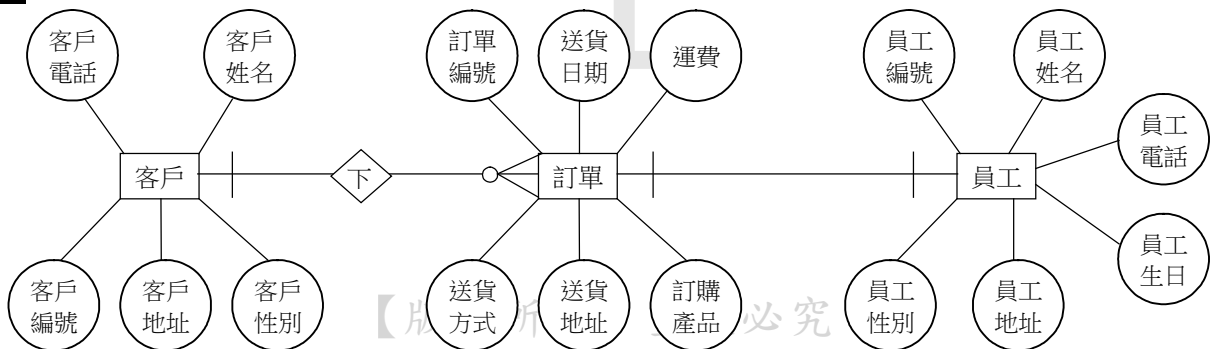 客戶
電話
客戶
姓名
訂單
編號
送貨
日期
運費
員工
編號
員工
姓名
員工
電話
客戶
下
訂單
員工
員工
生日
客戶
編號
客戶
地址
客戶
性別
送貨
方式
送貨
地址
訂購
產品
員工
性別
員工
地址
【版 所 必究